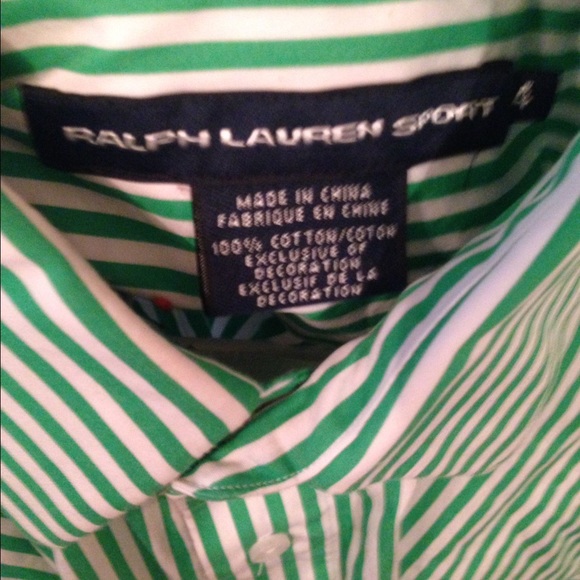 RALPH LAUREN SPORT 4
MADE IN CHINA
FABRIQUE EN CHINE
100% COTTON/COTON
EXCLUSIVE OF
DECORATION
EXCLUSIF DE LA
DECORATION